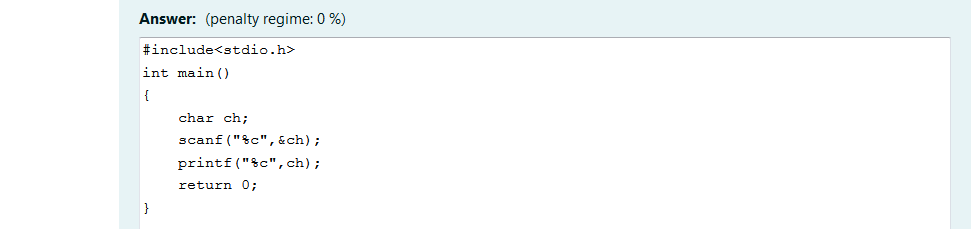 Answer: (penalty regime: 0 %)
#include<stdio.h>
int main()
{
    char ch;
    scanf("%c",&ch);
    printf("%c",ch);
    return 0;
}